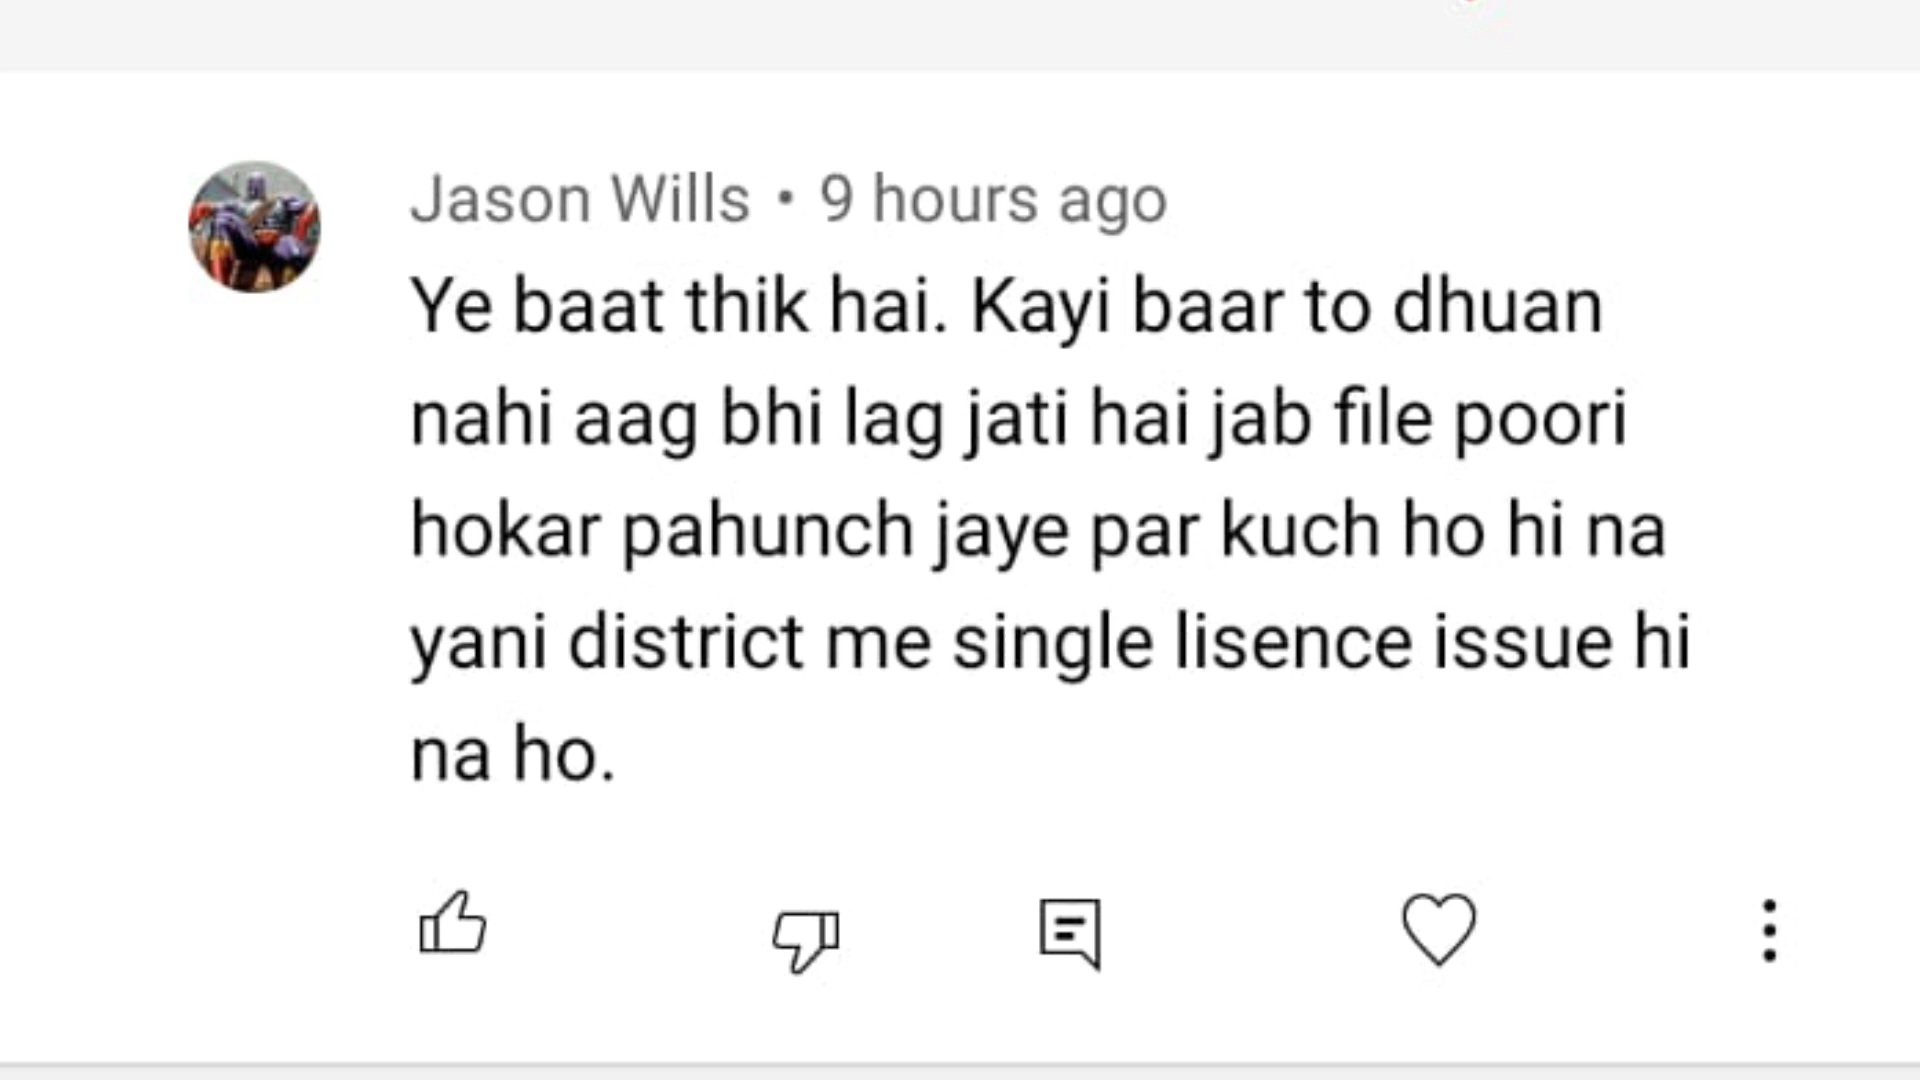 Jason Wills • 9 hours ago
Ye baat thik hai. Kayi baar to dhuan
nahi aag bhi lag jati hai jab file poori
hokar pahunch jaye par kuch ho hi na
yani district me single lisence issue hi
na ho.